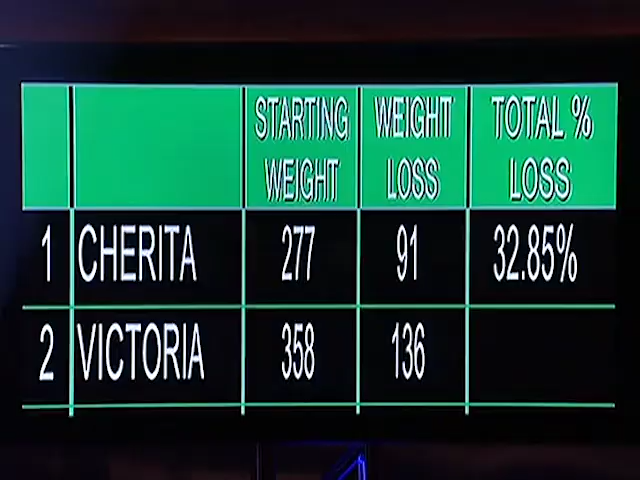 STARTING WEIGHT WEIGHT LOSS TOTAL % LOSS
1 CHERITA 277 91 32.85%
2 VICTORIA 358 136